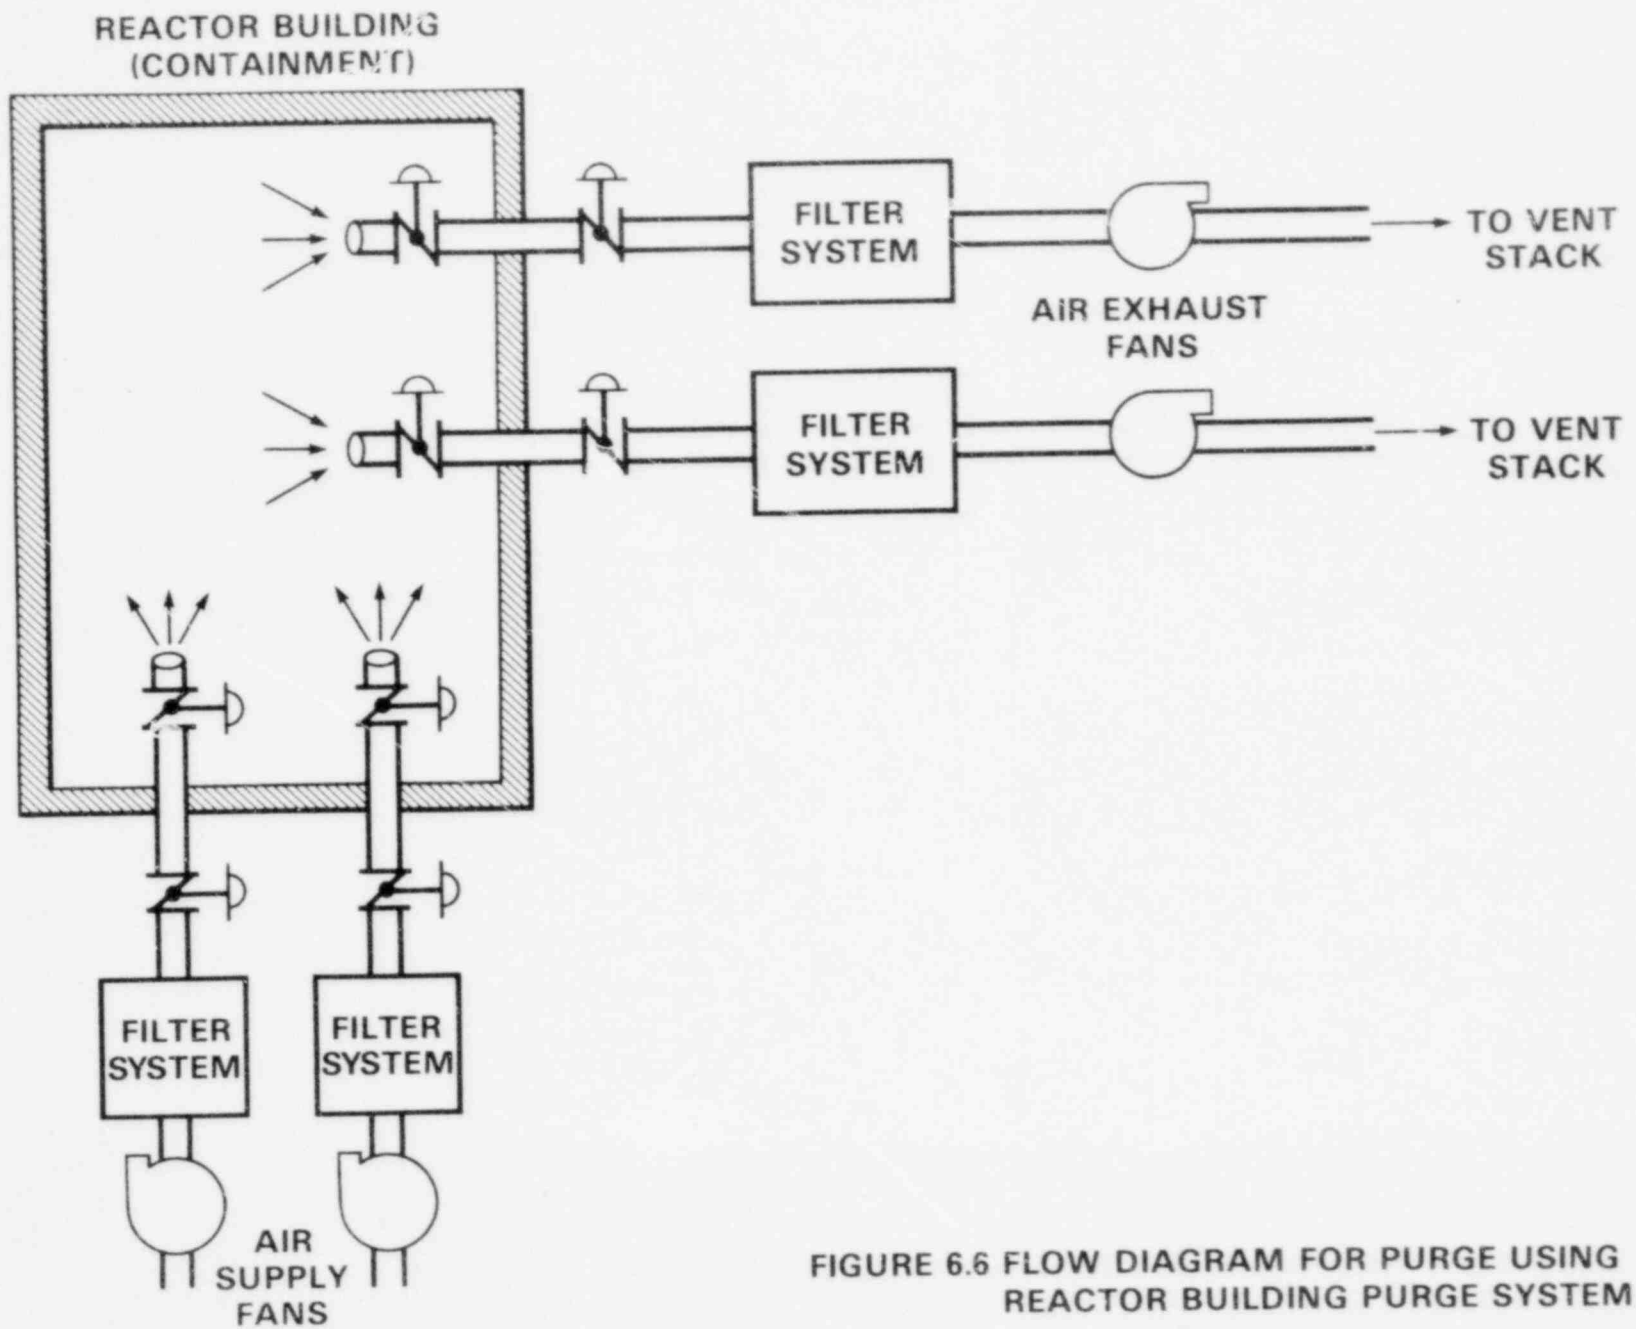 REACTOR BUILDING
(CONTAINMENT)
FILTER
SYSTEM
TO VENT
STACK
AIR EXHAUST
FANS
FILTER
SYSTEM
TO VENT
STACK
FILTER
SYSTEM
FILTER
SYSTEM
AIR
SUPPLY
FANS
FIGURE 6.6 FLOW DIAGRAM FOR PURGE USING
REACTOR BUILDING PURGE SYSTEM